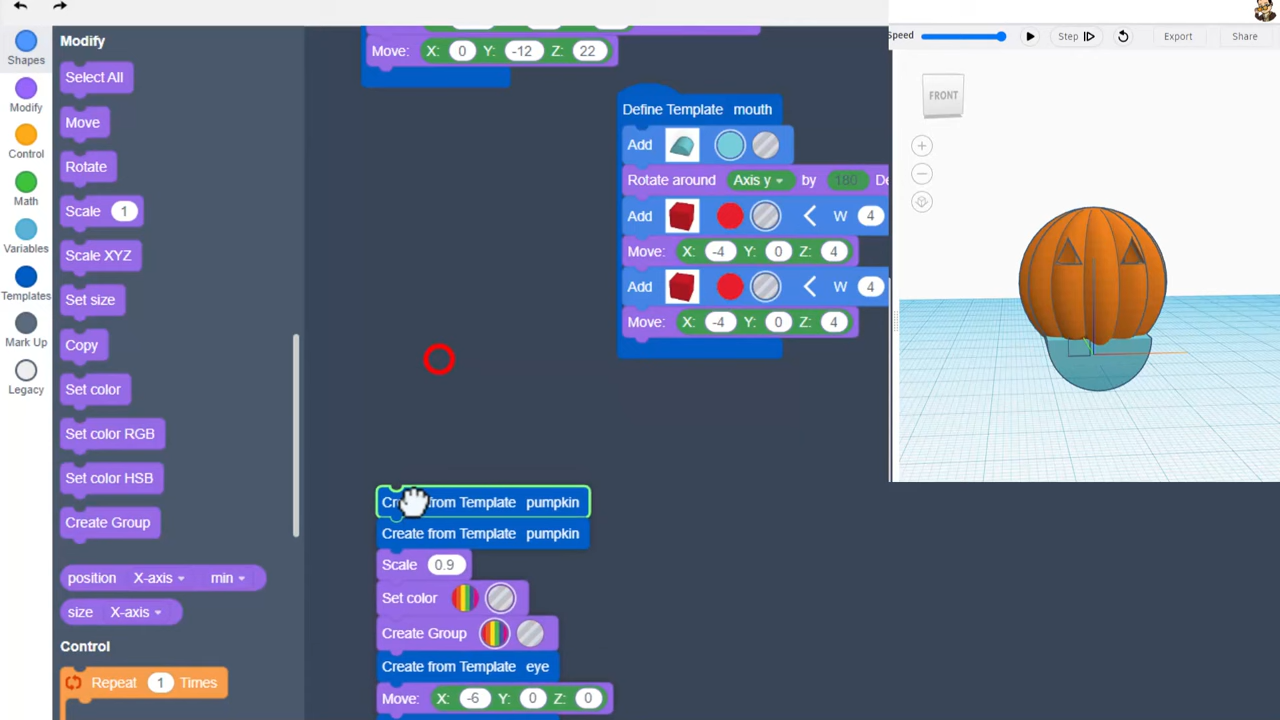 Speed
Step
Export
Share
Shapes
Modify
Control
Math
Variables
Templates
Mark Up
Legacy
Modify
Select All
Move
Rotate
Scale 1
Scale XYZ
Set size
Copy
Set color
Set color RGB
Set color HSB
Create Group
position X-axis min
size X-axis
Control
Repeat 1 Times
Move: X: 0 Y: -12 Z: 22
Define Template mouth
Add
Rotate around Axis y by 180
Add W 4
Move: X: -4 Y: 0 Z: 4
Add W 4
Move: X: -4 Y: 0 Z: 4
from Template pumpkin
Create from Template pumpkin
Scale 0.9
Set color
Create Group
Create from Template eye
Move: X: -6 Y: 0 Z: 0
FRONT